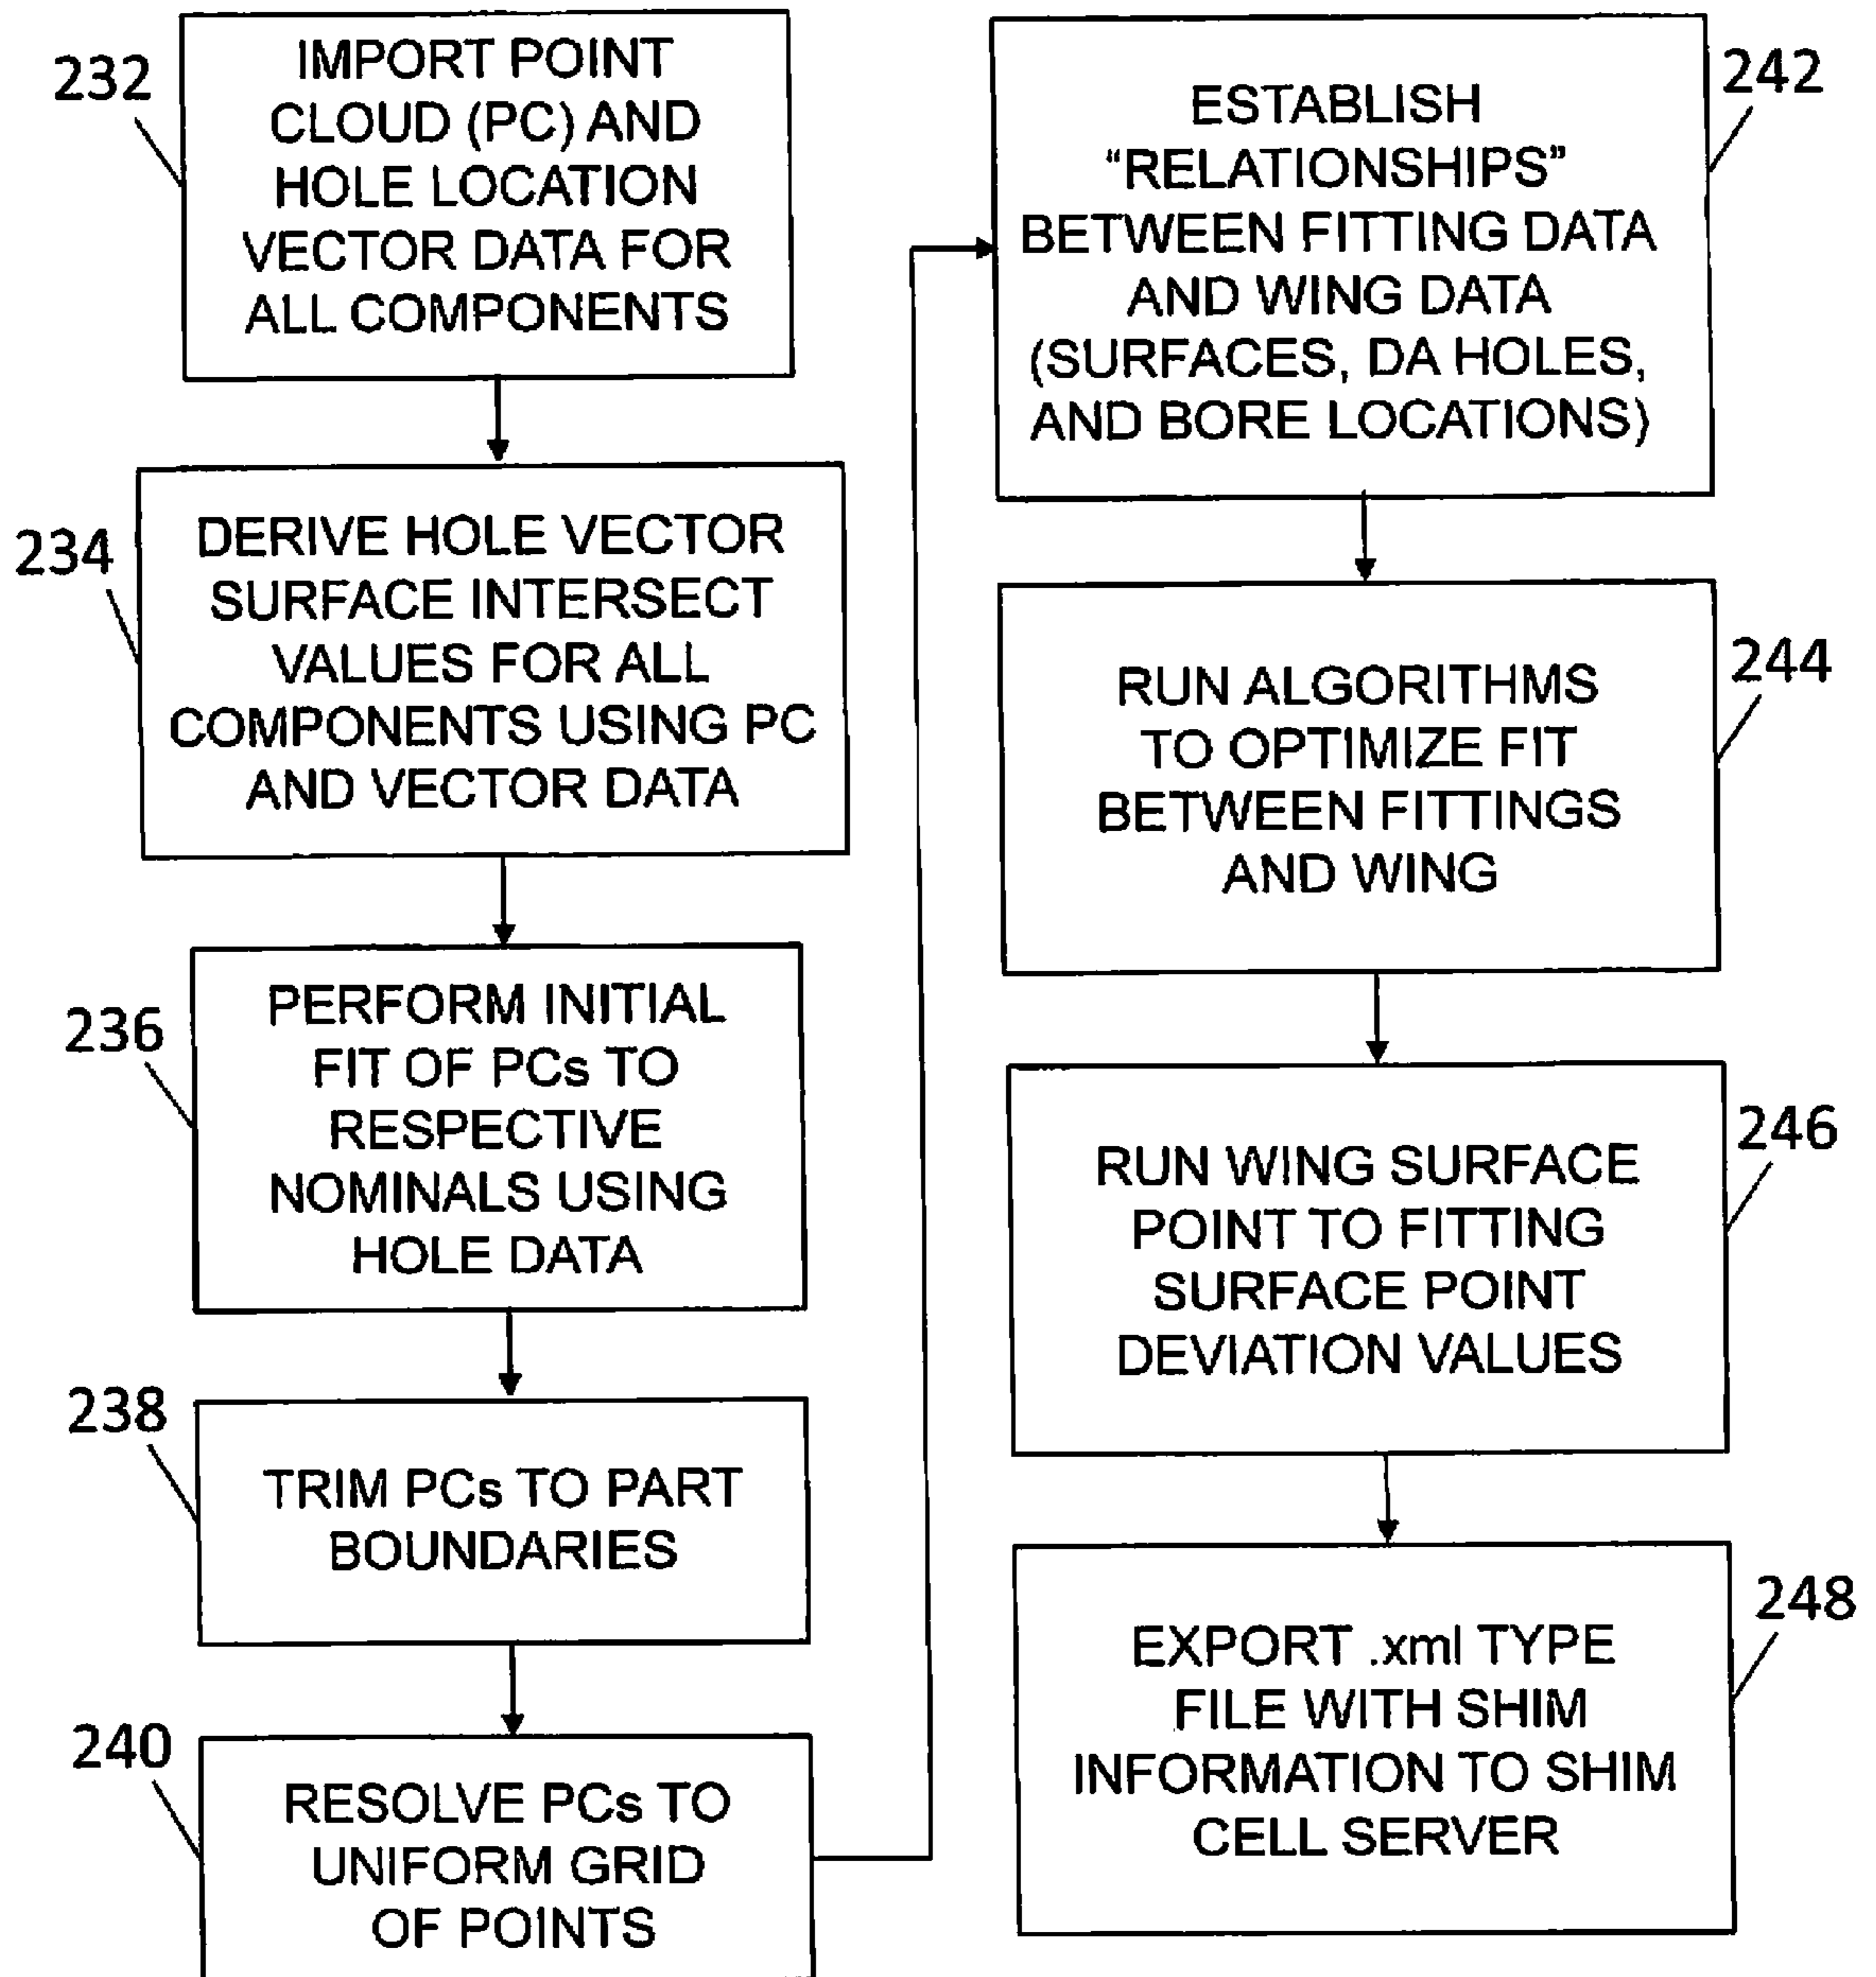 232
IMPORT POINT
CLOUD (PC) AND
HOLE LOCATION
VECTOR DATA FOR
ALL COMPONENTS
234
DERIVE HOLE VECTOR
SURFACE INTERSECT
VALUES FOR ALL
COMPONENTS USING PC
AND VECTOR DATA
236
PERFORM INITIAL
FIT OF PCs TO
RESPECTIVE
NOMINALS USING
HOLE DATA
238
TRIM PCs TO PART
BOUNDARIES
240
RESOLVE PCs TO
UNIFORM GRID
OF POINTS
242
ESTABLISH
“RELATIONSHIPS”
BETWEEN FITTING DATA
AND WING DATA
(SURFACES, DA HOLES,
AND BORE LOCATIONS)
244
RUN ALGORITHMS
TO OPTIMIZE FIT
BETWEEN FITTINGS
AND WING
246
RUN WING SURFACE
POINT TO FITTING
SURFACE POINT
DEVIATION VALUES
248
EXPORT .xml TYPE
FILE WITH SHIM
INFORMATION TO SHIM
CELL SERVER